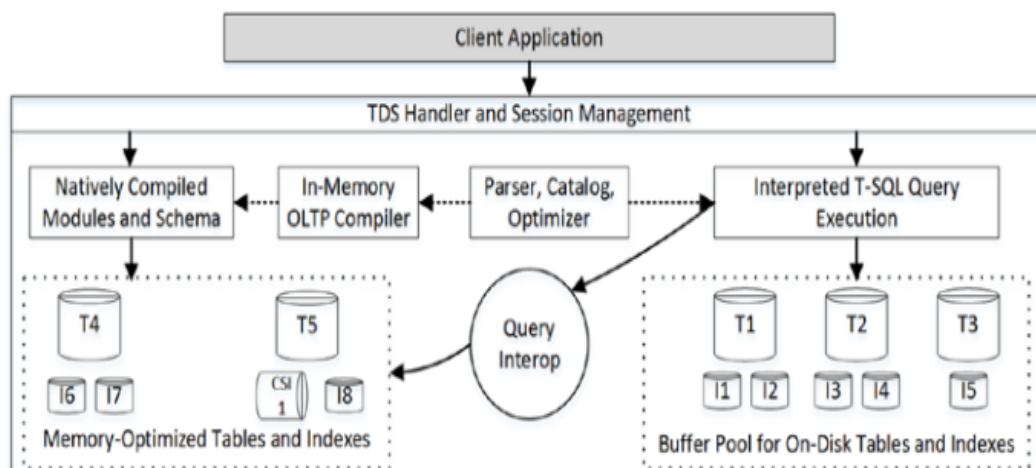 Client Application
TDS Handler and Session Management
Natively Compiled
Modules and Schema
In-Memory
OLTP Compiler
Parser, Catalog,
Optimizer
Interpreted T-SQL Query
Execution
T4
T5
I6
I7
CSI
1
I8
Memory-Optimized Tables and Indexes
Query
Interop
T1
T2
T3
I1
I2
I3
I4
I5
Buffer Pool for On-Disk Tables and Indexes